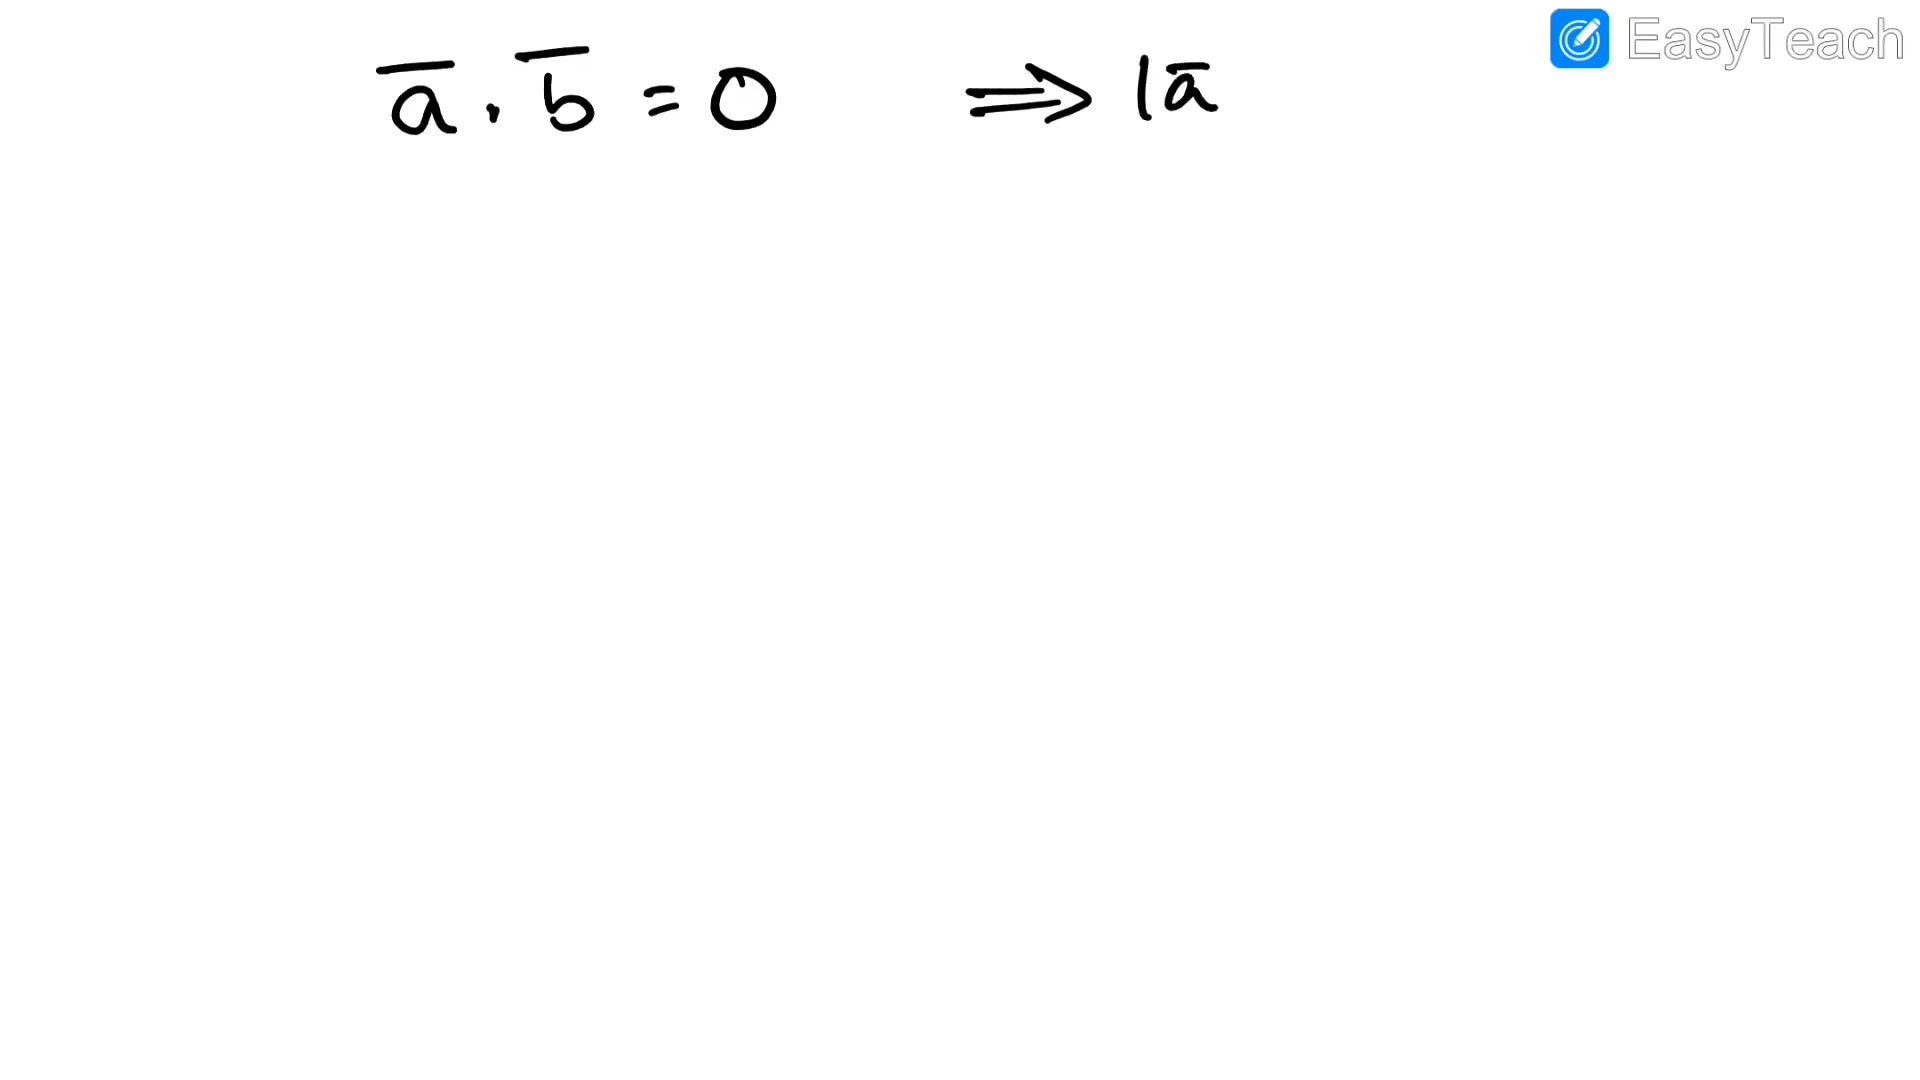 a̅ · b̅ = 0 ⟹ |a̅
EasyTeach